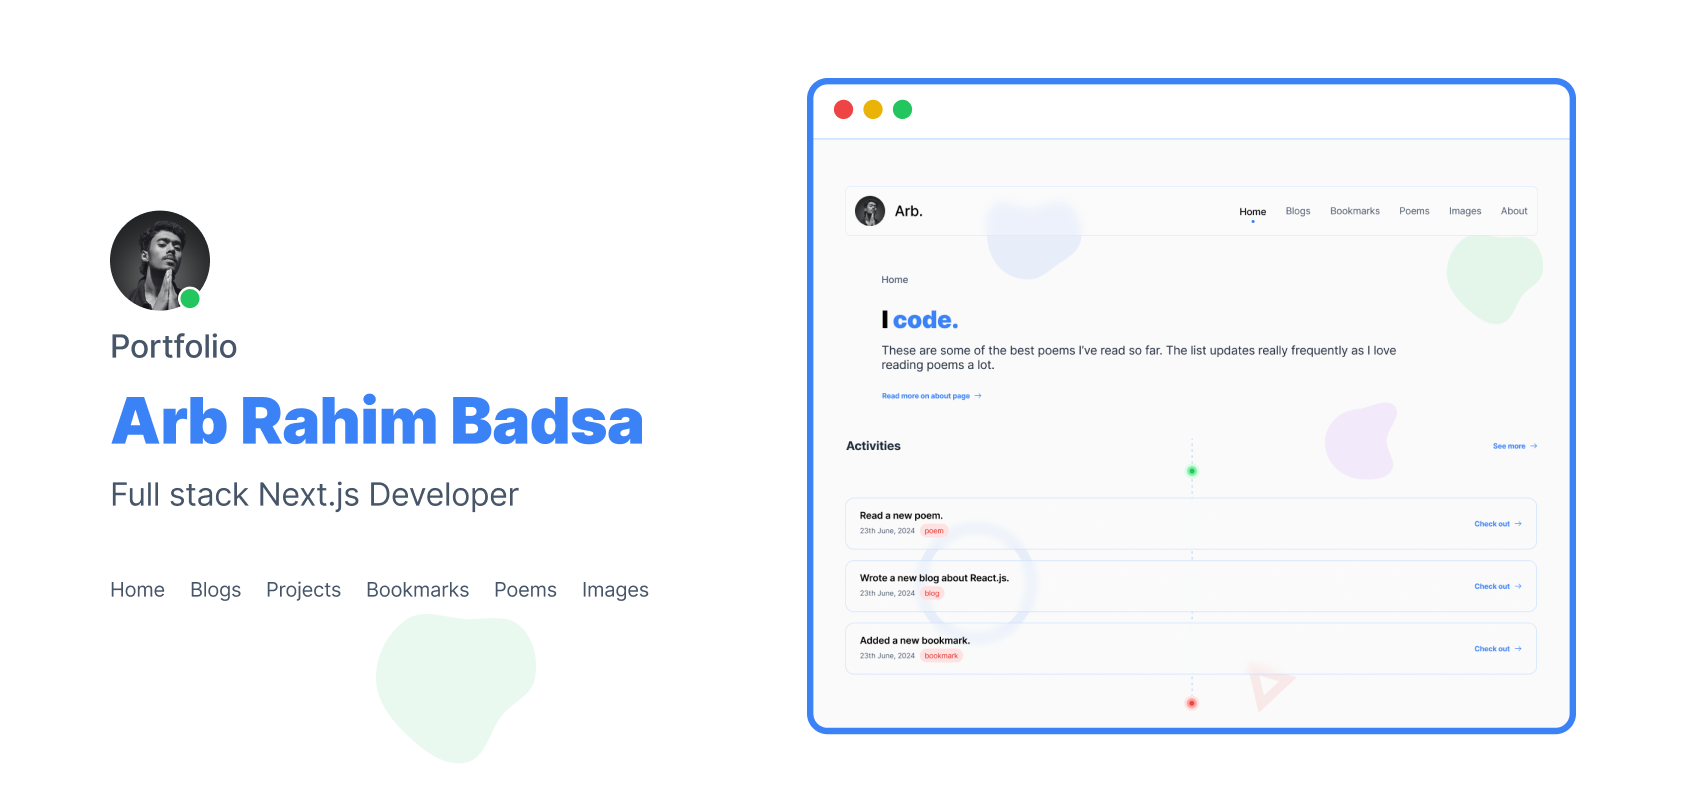 Portfolio
Arb Rahim Badsa
Full stack Next.js Developer
Home Blogs Projects Bookmarks Poems Images
Arb.
Home Blogs Bookmarks Poems Images About
Home
I code.
These are some of the best poems I've read so far. The list updates really frequently as I love
reading poems a lot.
Read more on about page →
Activities
See more →
Read a new poem.
23th June, 2024 poem
Check out →
Wrote a new blog about React.js.
23th June, 2024 blog
Check out →
Added a new bookmark.
23th June, 2024 bookmark
Check out →